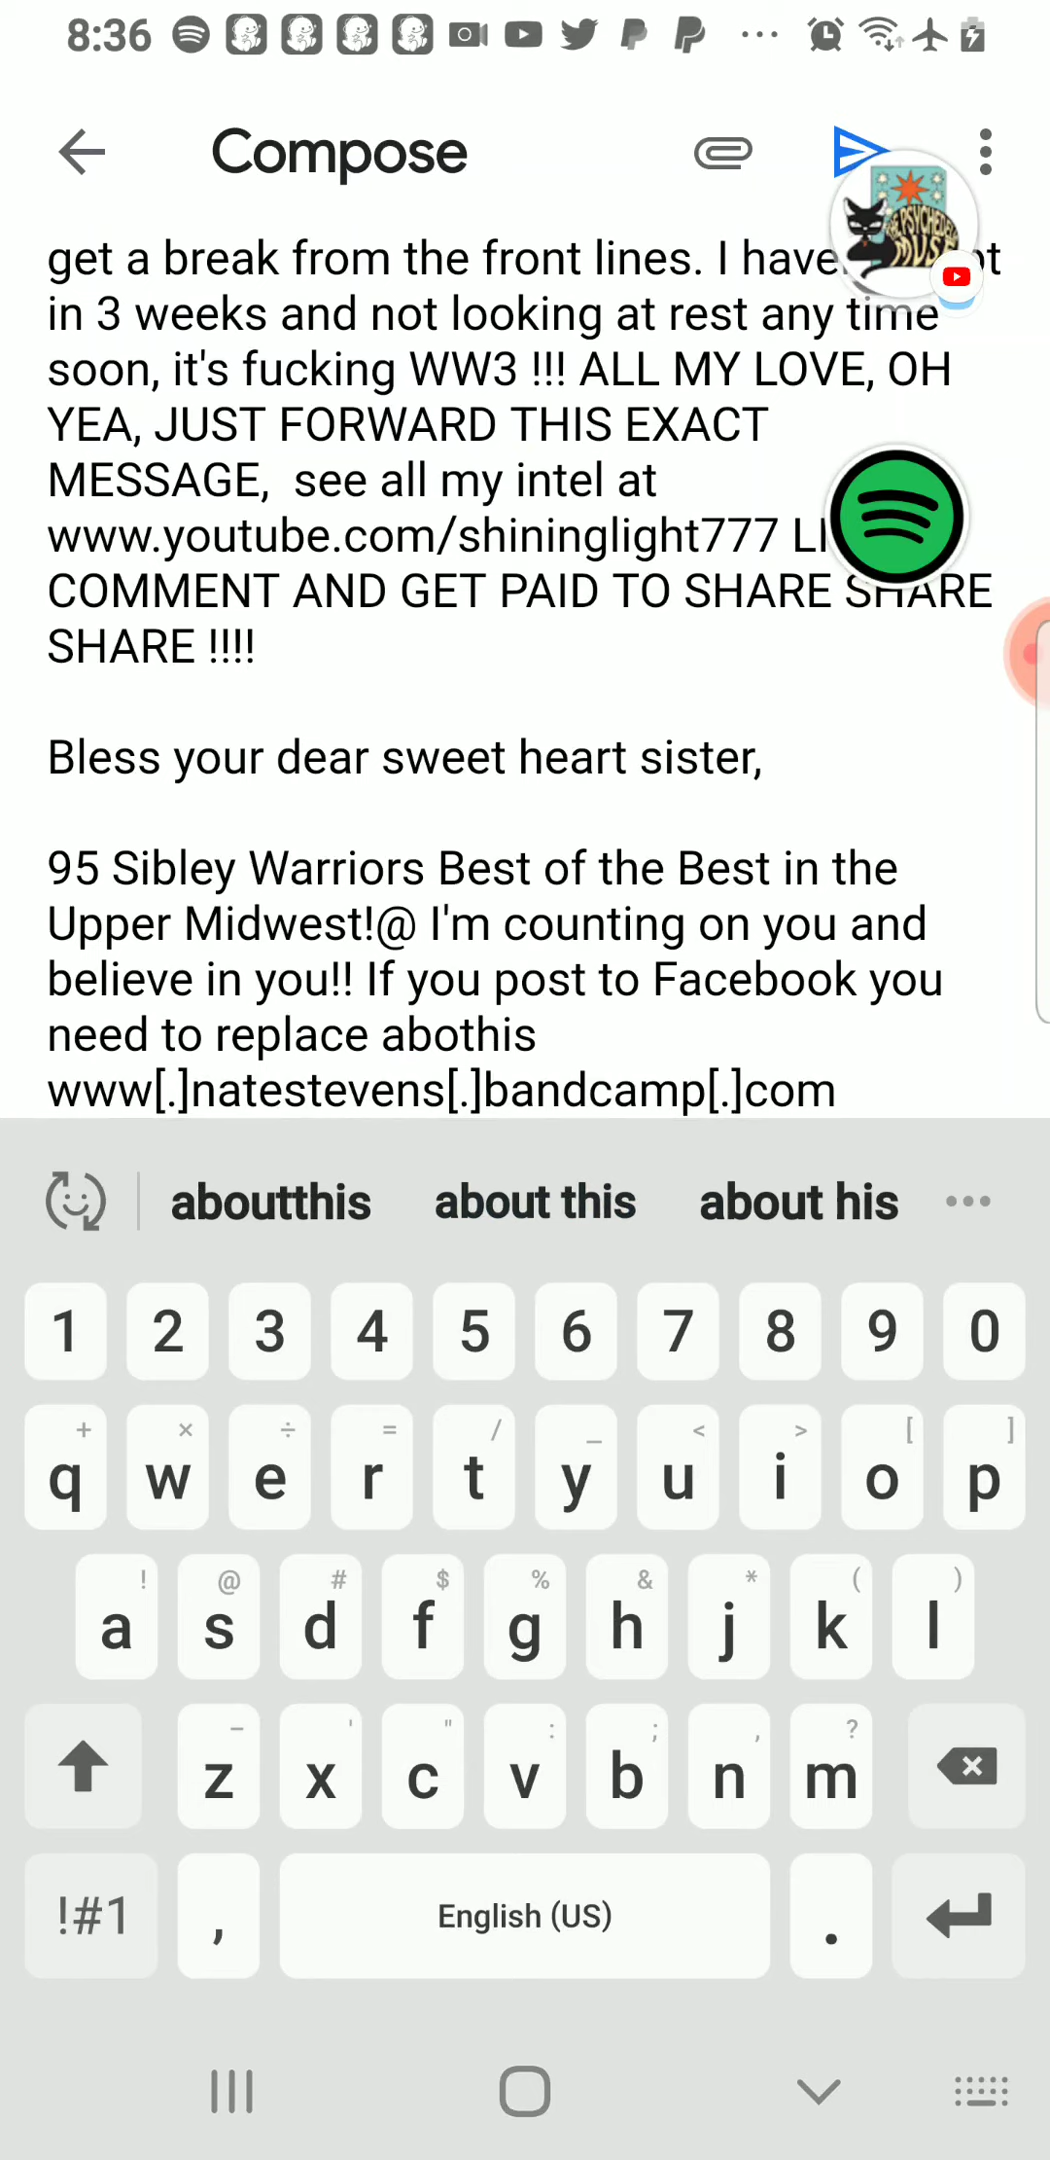 8:36
Compose
get a break from the front lines. I have
in 3 weeks and not looking at rest any time
soon, it's fucking WW3 !!! ALL MY LOVE, OH
YEA, JUST FORWARD THIS EXACT
MESSAGE,  see all my intel at
www.youtube.com/shininglight777
COMMENT AND GET PAID TO SHARE SHARE
SHARE !!!!
Bless your dear sweet heart sister,
95 Sibley Warriors Best of the Best in the
Upper Midwest!@ I'm counting on you and
believe in you!! If you post to Facebook you
need to replace abothis
www[.]natestevens[.]bandcamp[.]com
aboutthis about this about his
1 2 3 4 5 6 7 8 9 0
+ × ÷ = / _ < > [ ]
q w e r t y u i o p
! @ # $ % & * ( )
a s d f g h j k l
- ' " : ; , ?
z x c v b n m
!#1 , English (US) .